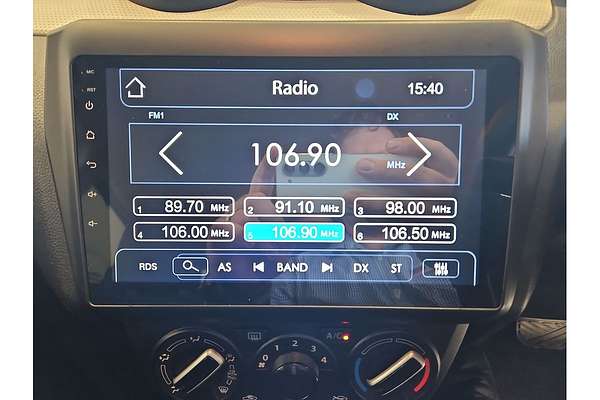 MIC
RST
Radio
15:40
FM1
DX
106.90
MHz
1 89.70 MHz
2 91.10 MHz
3 98.00 MHz
4 106.00 MHz
5 106.90 MHz
6 106.50 MHz
RDS AS BAND DX ST
0 1 2 3 4
A/C